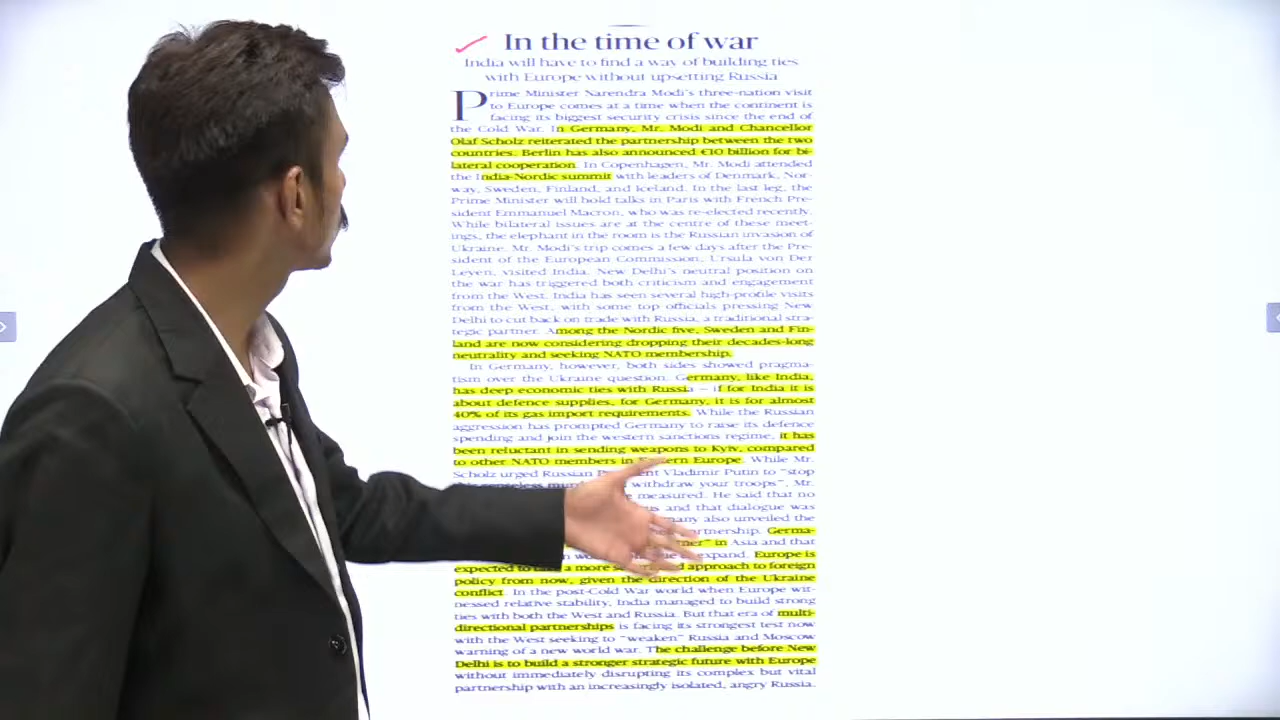 In the time of war
India will have to find a way of building ties
with Europe without upsetting Russia
Prime Minister Narendra Modi's three-nation visit
to Europe comes at a time when the continent is
facing its biggest security crisis since the end of
the Cold War. In Germany, Mr. Modi and Chancellor
Olaf Scholz reiterated the partnership between the two
countries. Berlin has also announced €10 billion for bi-
lateral cooperation. In Copenhagen, Mr. Modi attended
the India-Nordic summit with leaders of Denmark, Nor-
way, Sweden, Finland, and Iceland. In the last leg, the
Prime Minister will hold talks in Paris with French Pre-
sident Emmanuel Macron, who was re-elected recently.
While bilateral issues are at the centre of these meet-
ings, the elephant in the room is the Russian invasion of
Ukraine. Mr. Modi's trip comes a few days after the Pre-
sident of the European Commission, Ursula von Der
Leyen, visited India. New Delhi's neutral position on
the war has triggered both criticism and engagement
from the West. India has seen several high-profile visits
from the West, with some top officials pressing New
Delhi to cut back on trade with Russia, a traditional stra-
tegic partner. Among the Nordic five, Sweden and Fin-
land are now considering dropping their decades-long
neutrality and seeking NATO membership.
In Germany, however, both sides showed pragma-
tism over the Ukraine question. Germany, like India,
has deep economic ties with Russia — if for India it is
about defence supplies, for Germany, it is for almost
40% of its gas import requirements. While the Russian
aggression has prompted Germany to raise its defence
spending and join the western sanctions regime, it has
been reluctant in sending weapons to Kyiv, compared
to other NATO members in Eastern Europe. While Mr.
Scholz urged Russian President Vladimir Putin to "stop
withdraw your troops", Mr.
measured. He said that no
and that dialogue was
also unveiled the
Germa-
in Asia and that
expand. Europe is
expected to a more approach to foreign
policy from now, given the direction of the Ukraine
conflict. In the post-Cold War world when Europe wit-
nessed relative stability, India managed to build strong
ties with both the West and Russia. But that era of multi-
directional partnerships is facing its strongest test now
with the West seeking to "weaken" Russia and Moscow
warning of a new world war. The challenge before New
Delhi is to build a stronger strategic future with Europe
without immediately disrupting its complex but vital
partnership with an increasingly isolated, angry Russia.